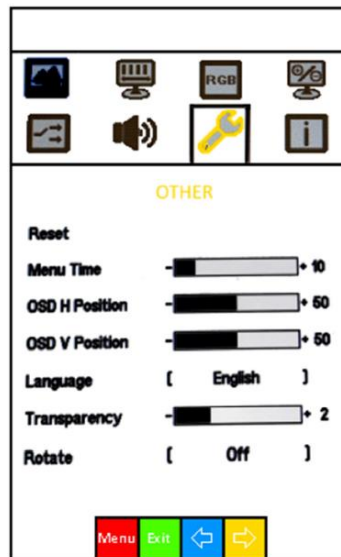 RGB
OTHER
Reset
Menu Time - + 10
OSD H Position - + 50
OSD V Position - + 50
Language [ English ]
Transparency - + 2
Rotate [ Off ]
Menu Exit